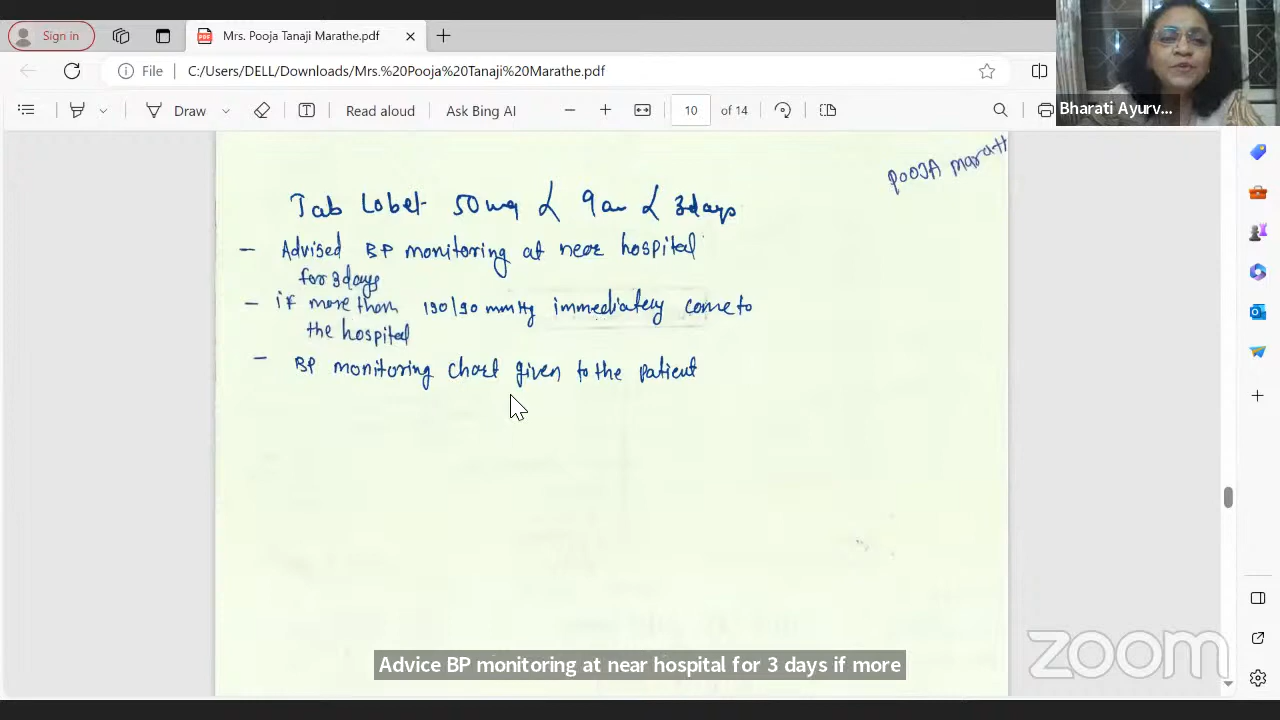 Sign in
Mrs. Pooja Tanaji Marathe.pdf
File
C:/Users/DELL/Downloads/Mrs.%20Pooja%20Tanaji%20Marathe.pdf
Draw
Read aloud
Ask Bing AI
10
of 14
Bharati Ayurv...
POOJA Marath
Tab Lobet 50mg 9am 3days
- Advised BP monitoring at near hospital
for 3days
- if more than 190/90 mmHg immediately come to
the hospital
- BP monitoring chart given to the patient
zoom
Advice BP monitoring at near hospital for 3 days if more